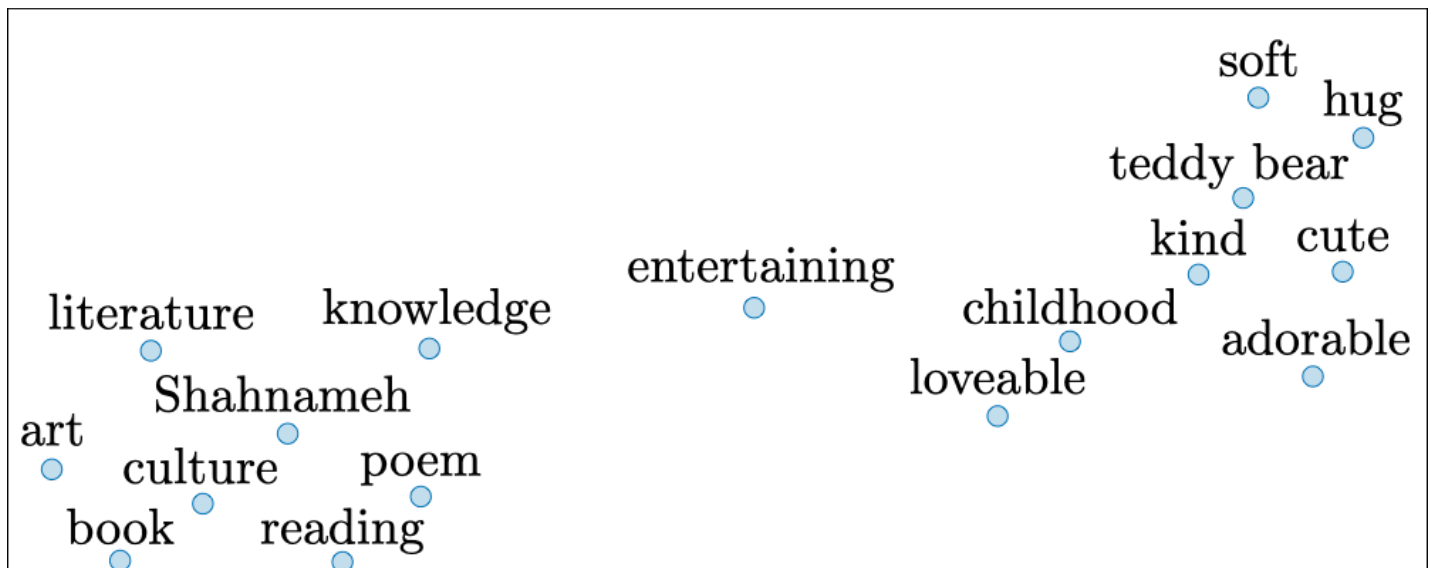 soft
hug
teddy bear
kind
cute
entertaining
literature
knowledge
childhood
adorable
loveable
Shahnameh
art
culture
poem
book
reading